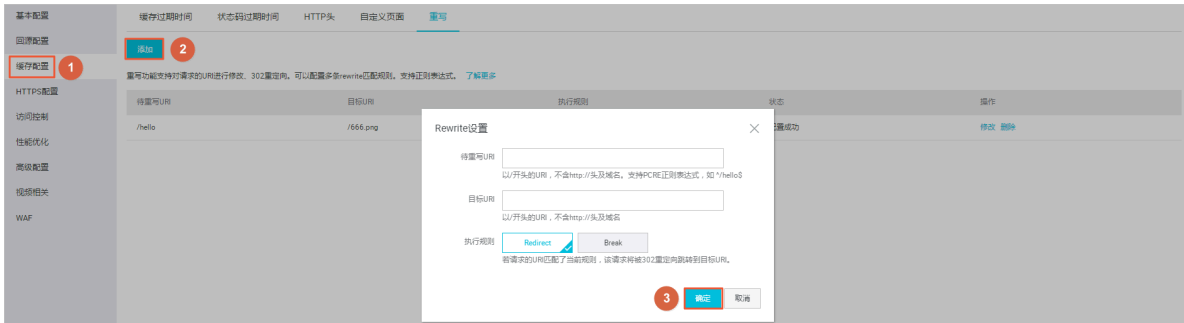 基本配置
回源配置
缓存配置
1
HTTPS配置
访问控制
性能优化
高级配置
视频相关
WAF
缓存过期时间 状态码过期时间 HTTP头 自定义页面 重写
添加
2
重写功能支持对请求的URI进行修改、302重定向。可以配置多条rewrite匹配规则。支持正则表达式。 了解更多
待重写URI 目标URI 执行规则 状态 操作
/hello /666.png 配置成功 修改 删除
Rewrite设置
待重写URI
以/开头的URI，不含http://头及域名。支持PCRE正则表达式，如 ^/hello$
目标URI
以/开头的URI，不含http://头及域名
执行规则 Redirect Break
若请求的URI匹配了当前规则，该请求将被302重定向跳转到目标URI。
3
确定 取消